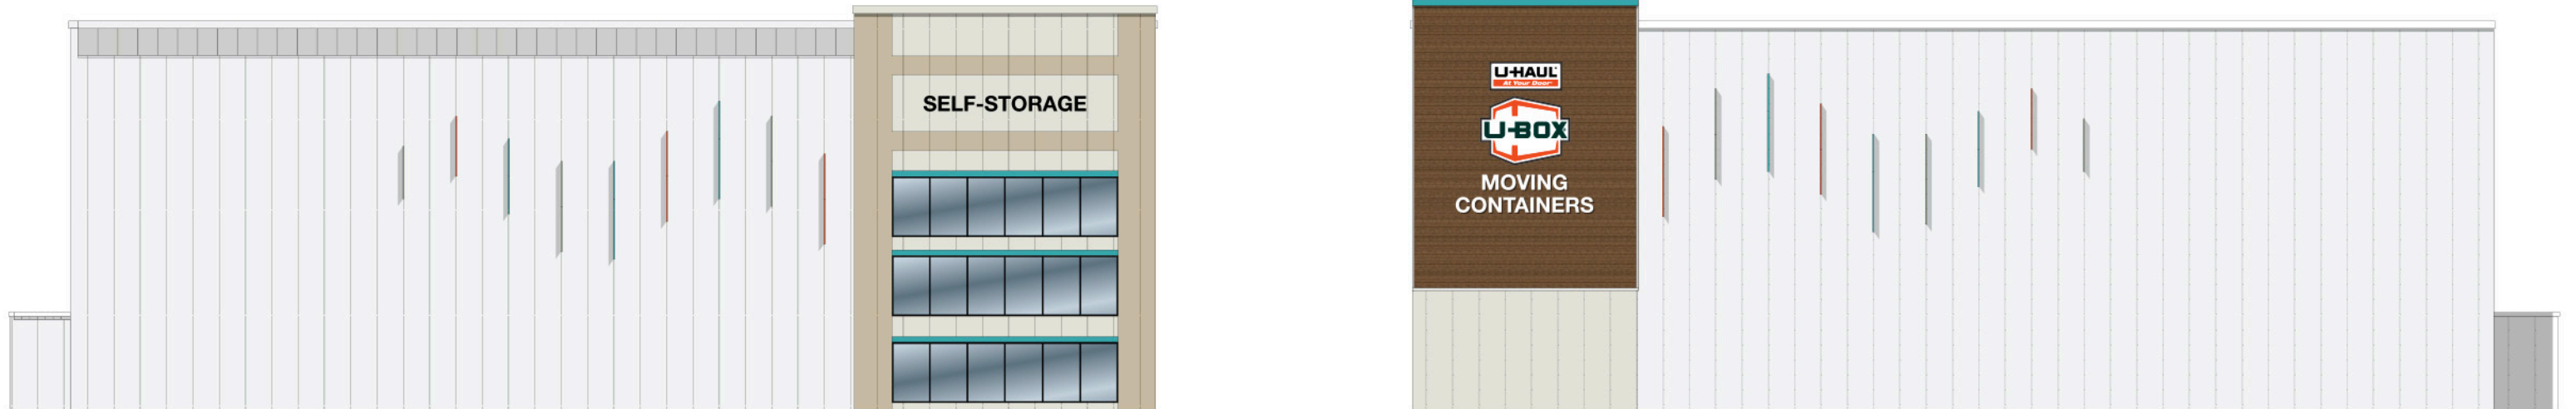 SELF-STORAGE
U-HAUL
At Your Door
U-BOX
MOVING
CONTAINERS